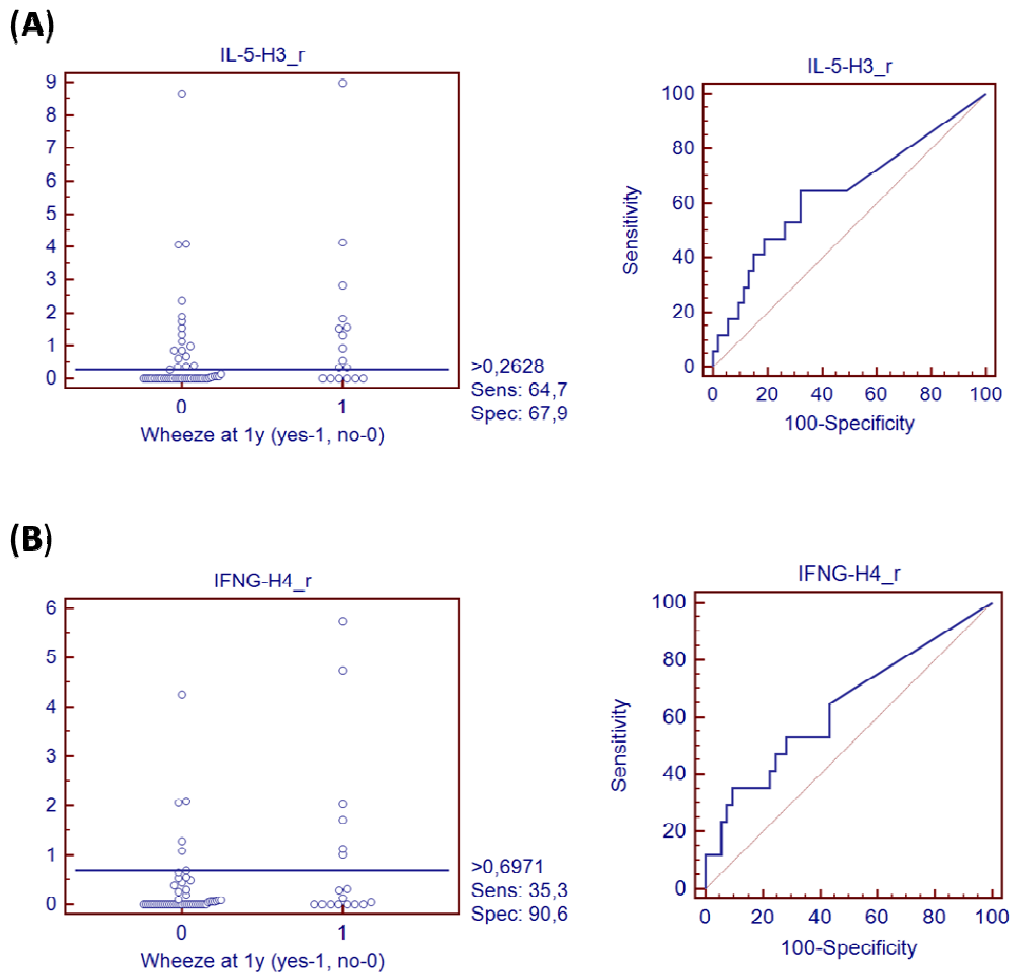 (A)
IL-5-H3_r
9
8
7
6
5
4
3
2
1
0
0 1
Wheeze at 1y (yes-1, no-0)
>0,2628
Sens: 64,7
Spec: 67,9
IL-5-H3_r
Sensitivity
100
80
60
40
20
0
0 20 40 60 80 100
100-Specificity
(B)
IFNG-H4_r
6
5
4
3
2
1
0
0 1
Wheeze at 1y (yes-1, no-0)
>0,6971
Sens: 35,3
Spec: 90,6
IFNG-H4_r
Sensitivity
100
80
60
40
20
0
0 20 40 60 80 100
100-Specificity